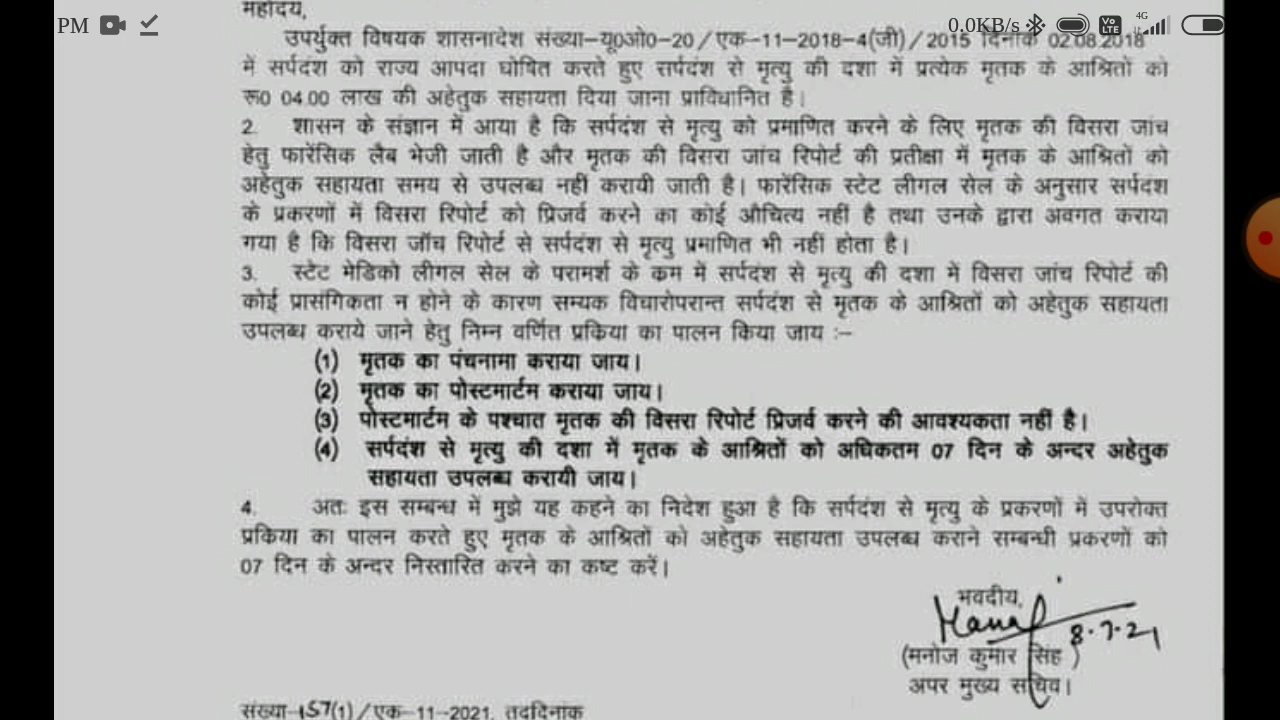 महोदय,
PM
0.0KB/s
Vo LTE
4G
उपर्युक्त विषयक शासनादेश संख्या–यू0ओ0–20/एक–11–2018–4(जी)/2015 दिनांक 02.08.2018
में सर्पदंश को राज्य आपदा घोषित करते हुए सर्पदंश से मृत्यु की दशा में प्रत्येक मृतक के आश्रितों को
रू0 04.00 लाख की अहेतुक सहायता दिया जाना प्राविधानित है।
2. शासन के संज्ञान में आया है कि सर्पदंश से मृत्यु को प्रमाणित करने के लिए मृतक की विसरा जांच
हेतु फारेंसिक लैब भेजी जाती है और मृतक की विसरा जांच रिपोर्ट की प्रतीक्षा में मृतक के आश्रितों को
अहेतुक सहायता समय से उपलब्ध नहीं करायी जाती है। फारेंसिक स्टेट लीगल सेल के अनुसार सर्पदंश
के प्रकरणों में विसरा रिपोर्ट को प्रिजर्व करने का कोई औचित्य नहीं है तथा उनके द्वारा अवगत कराया
गया है कि विसरा जॉच रिपोर्ट से सर्पदंश से मृत्यु प्रमाणित भी नहीं होता है।
3. स्टेट मेडिको लीगल सेल के परामर्श के क्रम में सर्पदंश से मृत्यु की दशा में विसरा जांच रिपोर्ट की
कोई प्रासंगिकता न होने के कारण सम्यक विचारोपरान्त सर्पदंश से मृतक के आश्रितों को अहेतुक सहायता
उपलब्ध कराये जाने हेतु निम्न वर्णित प्रकिया का पालन किया जाय :–
(1) मृतक का पंचनामा कराया जाय।
(2) मृतक का पोस्टमार्टम कराया जाय।
(3) पोस्टमार्टम के पश्चात मृतक की विसरा रिपोर्ट प्रिजर्व करने की आवश्यकता नहीं है।
(4) सर्पदंश से मृत्यु की दशा में मृतक के आश्रितों को अधिकतम 07 दिन के अन्दर अहेतुक
सहायता उपलब्ध करायी जाय।
4. अतः इस सम्बन्ध में मुझे यह कहने का निदेश हुआ है कि सर्पदंश से मृत्यु के प्रकरणों में उपरोक्त
प्रकिया का पालन करते हुए मृतक के आश्रितों को अहेतुक सहायता उपलब्ध कराने सम्बन्धी प्रकरणों को
07 दिन के अन्दर निस्तारित करने का कष्ट करें।
भवदीय,
8.7.21
(मनोज कुमार सिंह )
अपर मुख्य सचिव।
संख्या–157(1)/एक–11–2021, तददिनांक